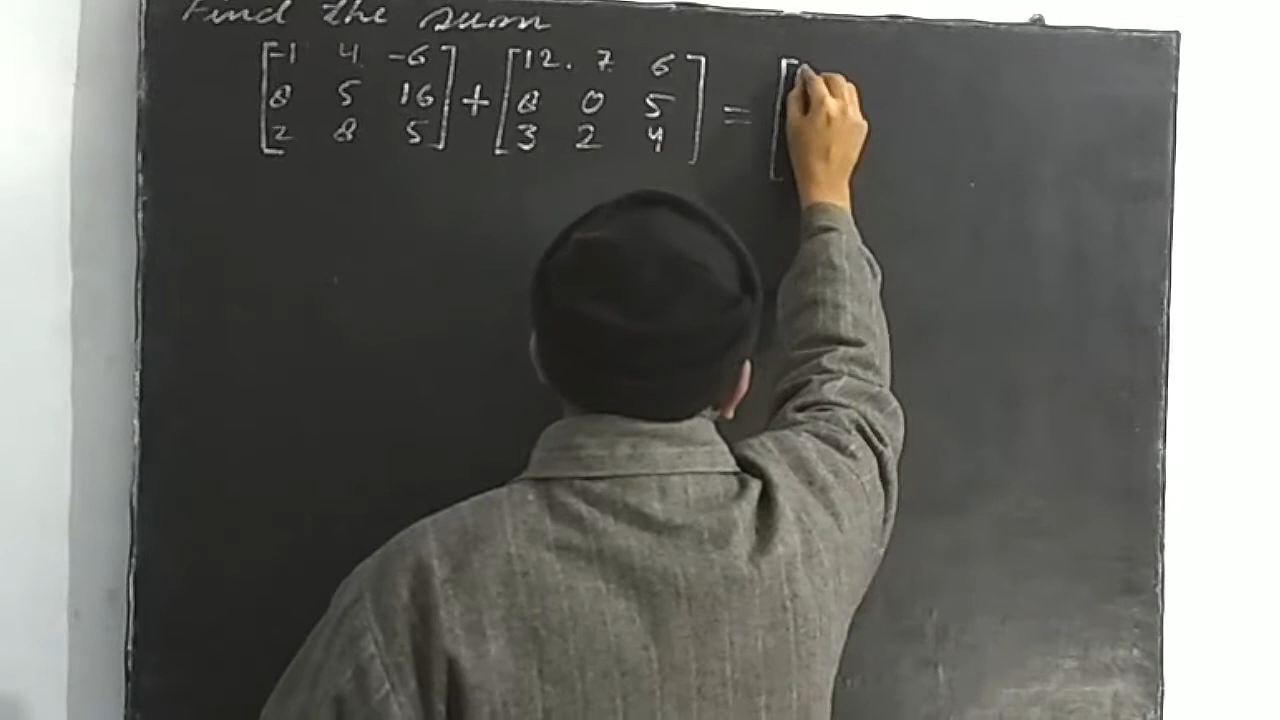 Find the sum
[-1 4 -6] [12. 7 6] [
[8 5 16] + [8 0 5] =
[2 8 5] [3 2 4]